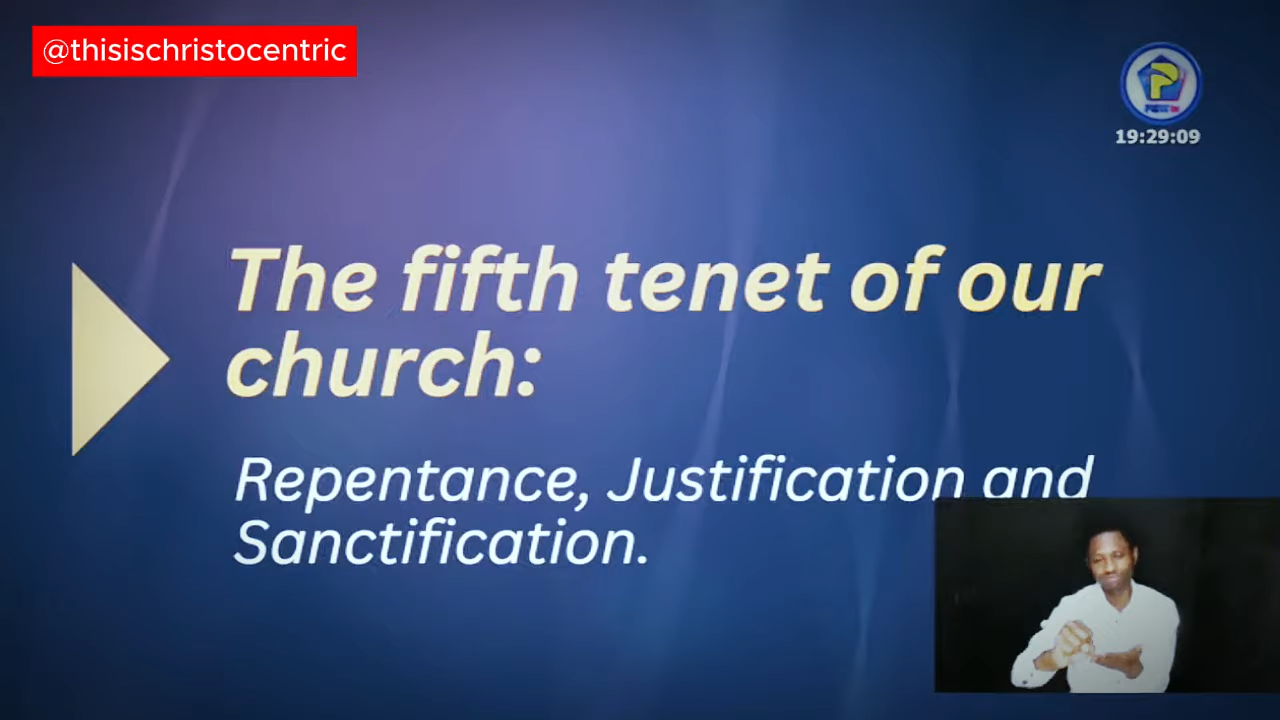 @thisischristocentric
19:29:09
The fifth tenet of our
church:
Repentance, Justification and
Sanctification.